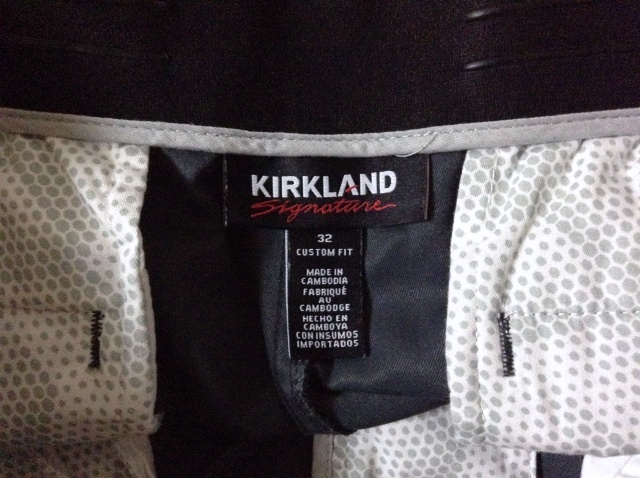 KIRKLAND
Signature
32
CUSTOM FIT
MADE IN
CAMBODIA
FABRIQUÉ
AU
CAMBODGE
HECHO EN
CAMBOYA
CON INSUMOS
IMPORTADOS